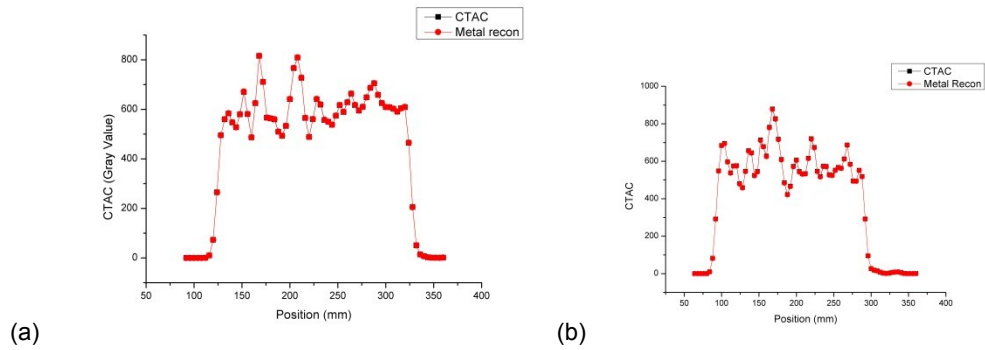 CTAC
Metal recon
800
600
400
200
0
CTAC (Gray Value)
50 100 150 200 250 300 350 400
Position (mm)
(a)
CTAC
Metal Recon
1000
800
600
400
200
0
CTAC
50 100 150 200 250 300 350 400
Position (mm)
(b)